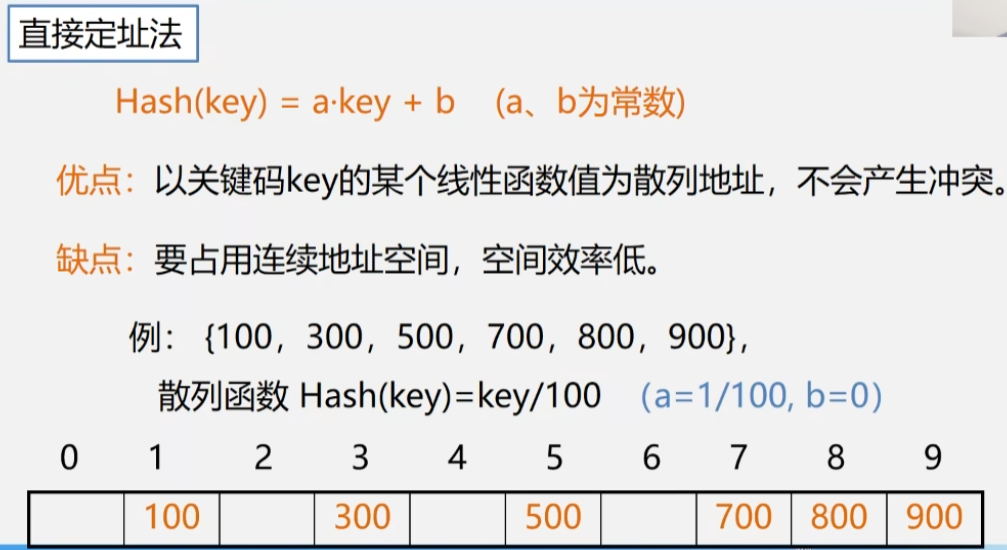 直接定址法
Hash(key) = a·key + b (a、b为常数)
优点：以关键码key的某个线性函数值为散列地址，不会产生冲突。
缺点：要占用连续地址空间，空间效率低。
例： {100，300，500，700，800，900}，
散列函数 Hash(key)=key/100 （a=1/100, b=0）
0 1 2 3 4 5 6 7 8 9
100 300 500 700 800 900